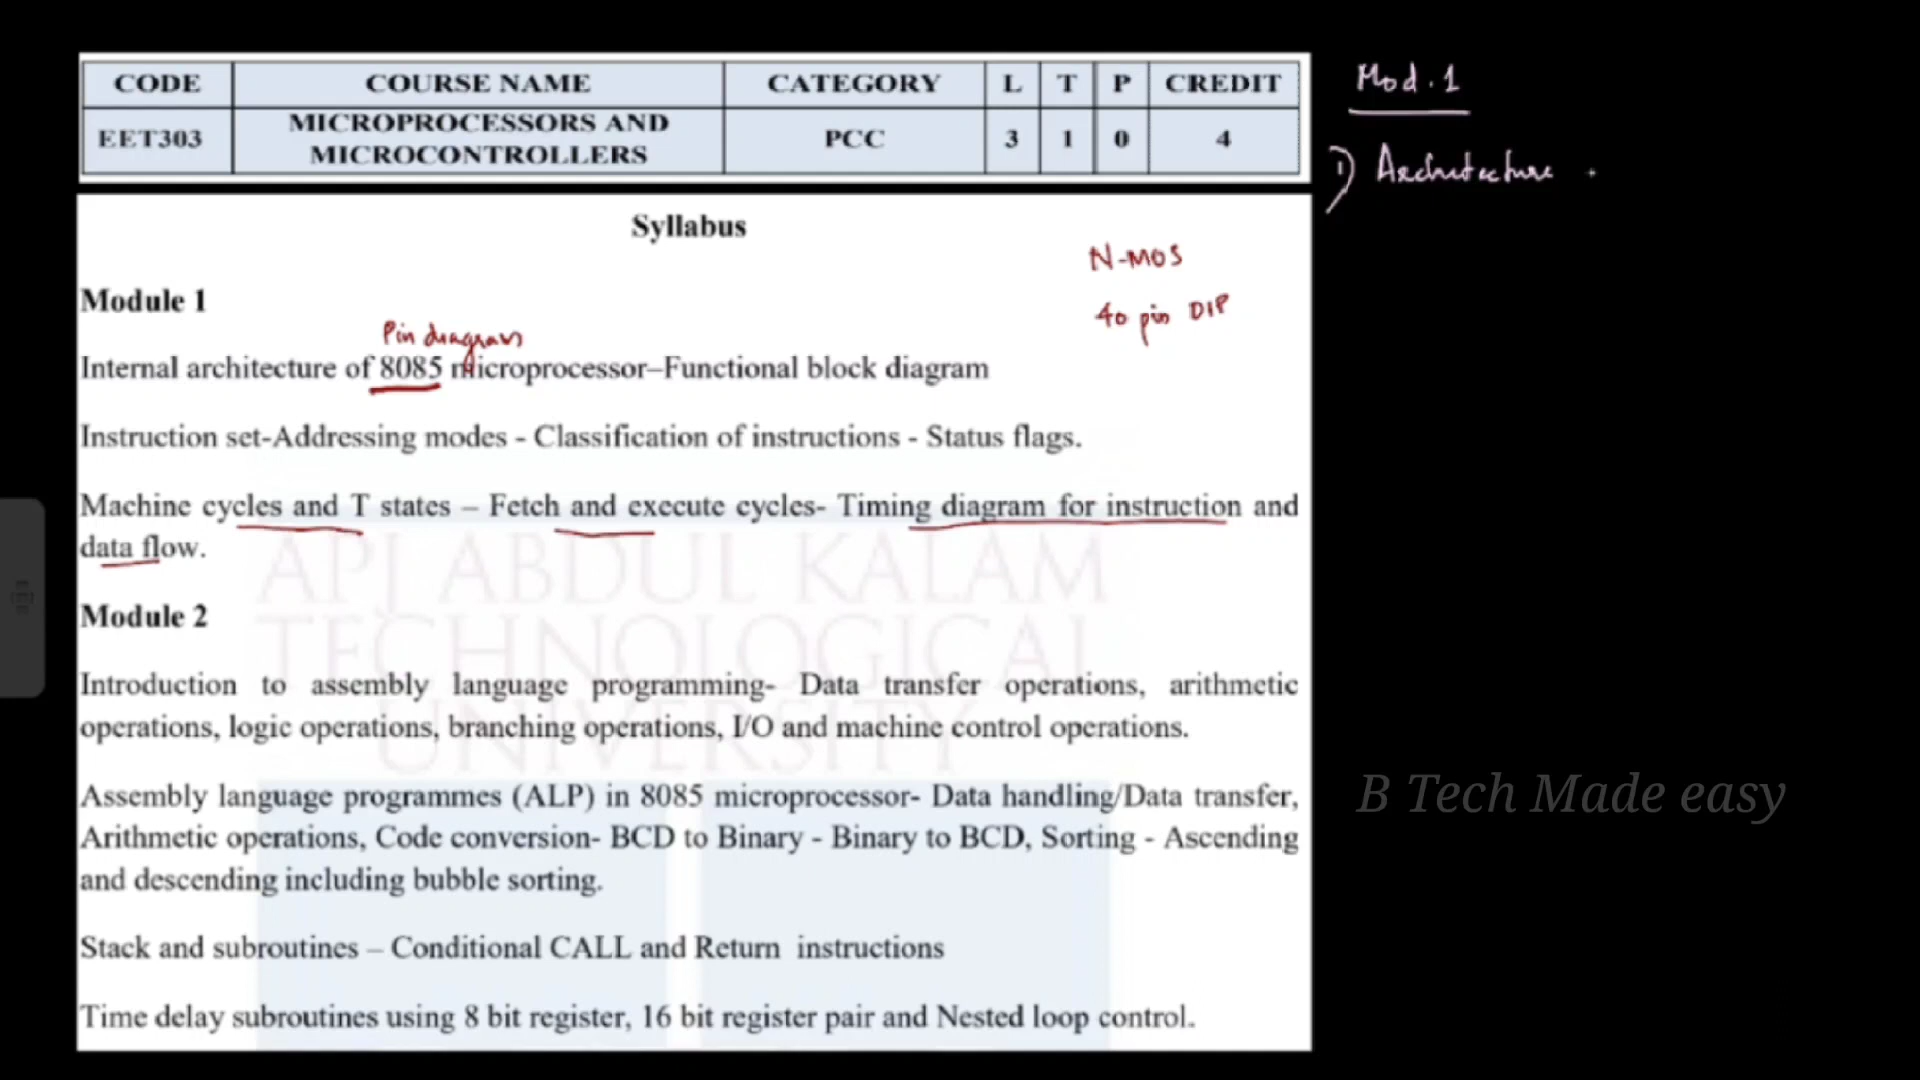 CODE COURSE NAME CATEGORY L T P CREDIT
EET303 MICROPROCESSORS AND MICROCONTROLLERS PCC 3 1 0 4
Mod. 1
1) Architecture
Syllabus
N-MOS
40 pin DIP
Module 1
Pin diagram
Internal architecture of 8085 microprocessor–Functional block diagram
Instruction set-Addressing modes - Classification of instructions - Status flags.
Machine cycles and T states – Fetch and execute cycles- Timing diagram for instruction and
data flow.
APJ ABDUL KALAM
TECHNOLOGICAL
UNIVERSITY
Module 2
Introduction to assembly language programming- Data transfer operations, arithmetic
operations, logic operations, branching operations, I/O and machine control operations.
Assembly language programmes (ALP) in 8085 microprocessor- Data handling/Data transfer,
Arithmetic operations, Code conversion- BCD to Binary - Binary to BCD, Sorting - Ascending
and descending including bubble sorting.
Stack and subroutines – Conditional CALL and Return instructions
Time delay subroutines using 8 bit register, 16 bit register pair and Nested loop control.
B Tech Made easy